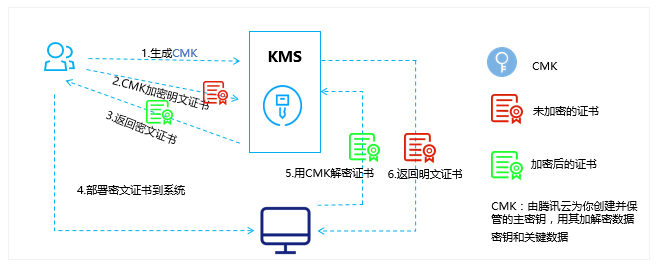 1.生成CMK
KMS
2.CMK加密明文证书
3.返回密文证书
4.部署密文证书到系统
5.用CMK解密证书
6.返回明文证书
CMK
未加密的证书
加密后的证书
CMK：由腾讯云为你创建并保
管的主密钥，用其加解密数据
密钥和关键数据